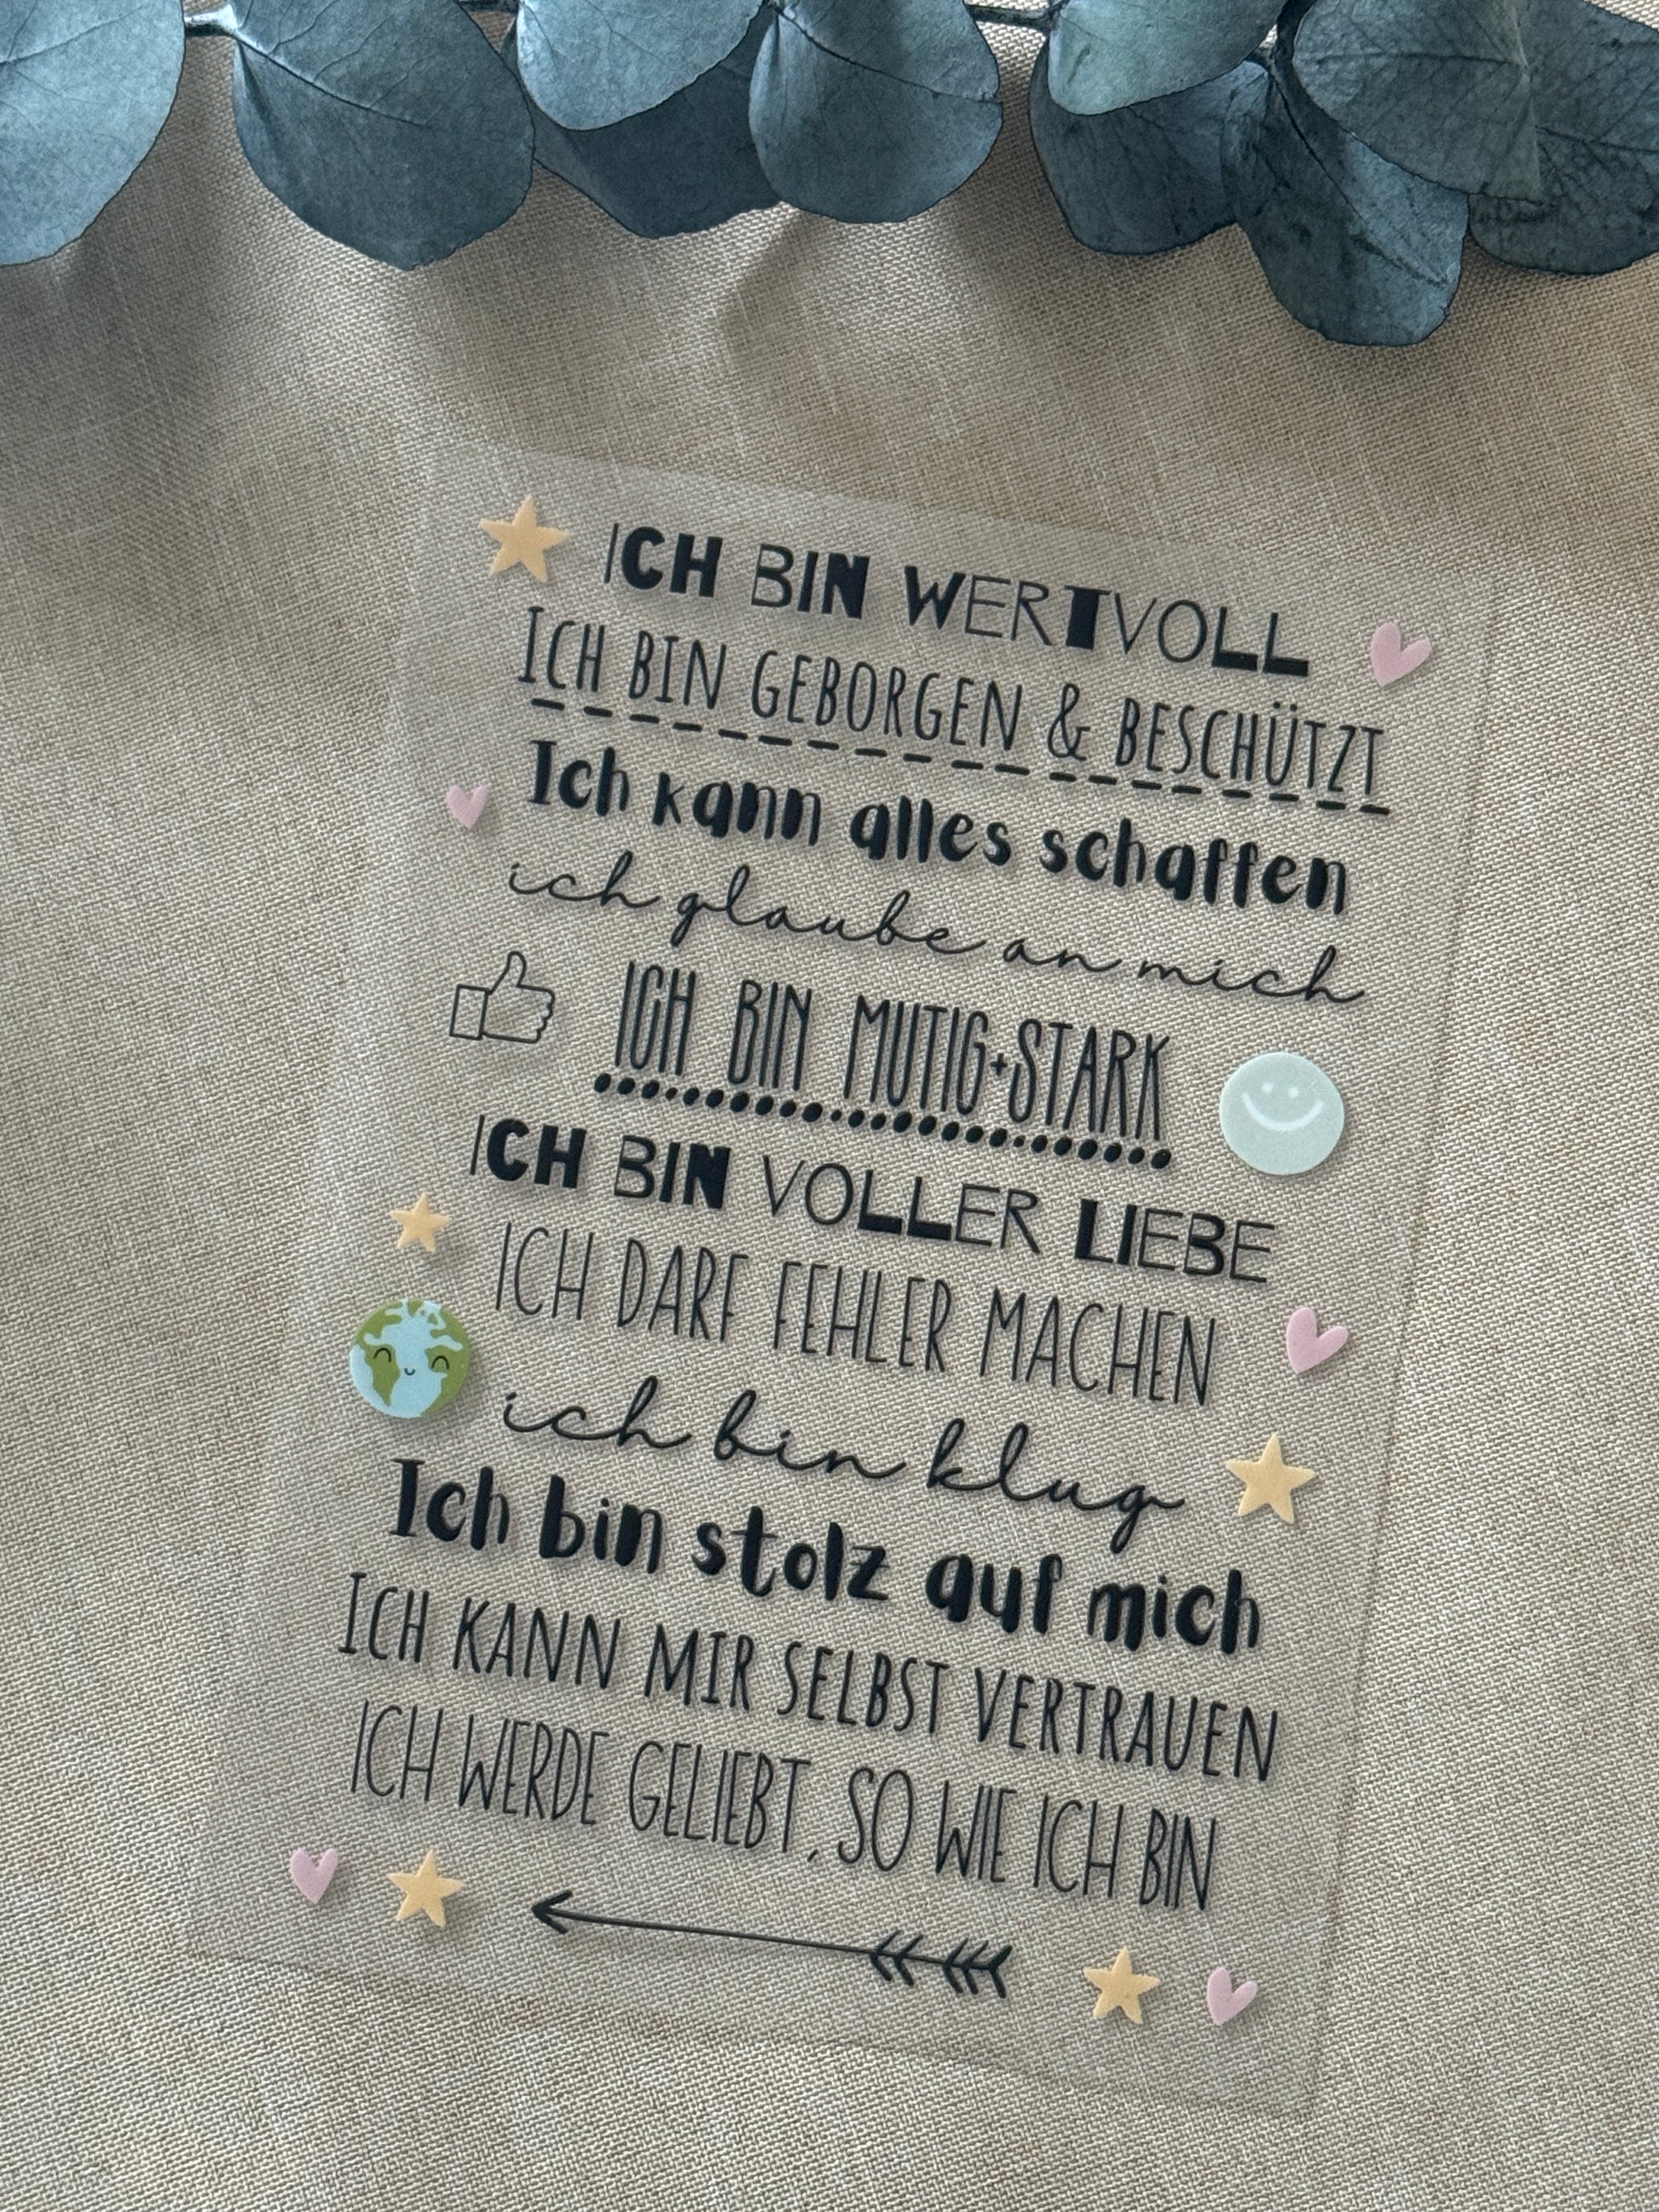 ICH BIN WERTVOLL
ICH BIN GEBORGEN & BESCHÜTZT
Ich kann alles schaffen
ich glaube an mich
ICH BIN MUTIG+STARK
ICH BIN VOLLER LIEBE
ICH DARF FEHLER MACHEN
ich bin klug
Ich bin stolz auf mich
ICH KANN MIR SELBST VERTRAUEN
ICH WERDE GELIEBT, SO WIE ICH BIN